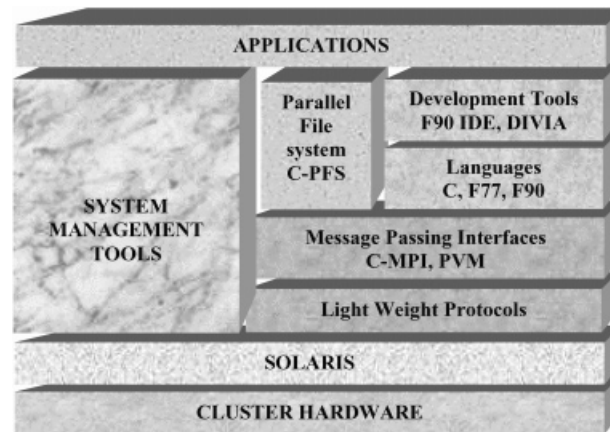 APPLICATIONS
SYSTEM
MANAGEMENT
TOOLS
Parallel
File
system
C-PFS
Development Tools
F90 IDE, DIVIA
Languages
C, F77, F90
Message Passing Interfaces
C-MPI, PVM
Light Weight Protocols
SOLARIS
CLUSTER HARDWARE